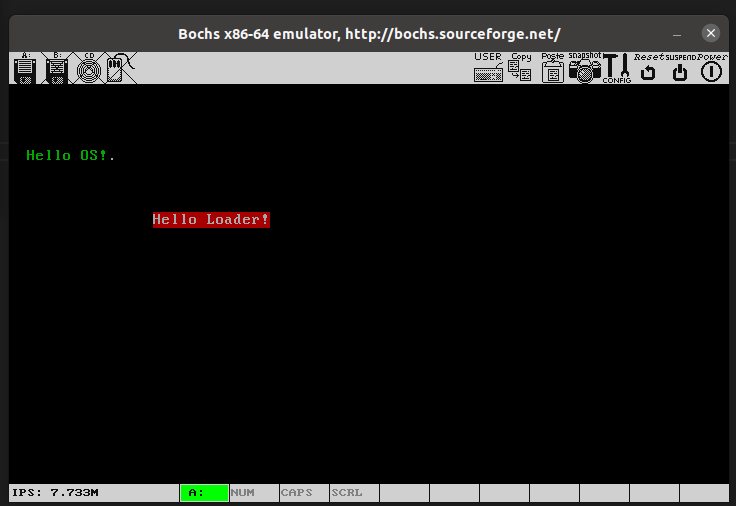 Bochs x86-64 emulator, http://bochs.sourceforge.net/
A: B: CD USER Copy Poste snapshot CONFIG Reset SUSPEND Power
Hello OS!.
Hello Loader!
IPS: 7.733M A: NUM CAPS SCRL